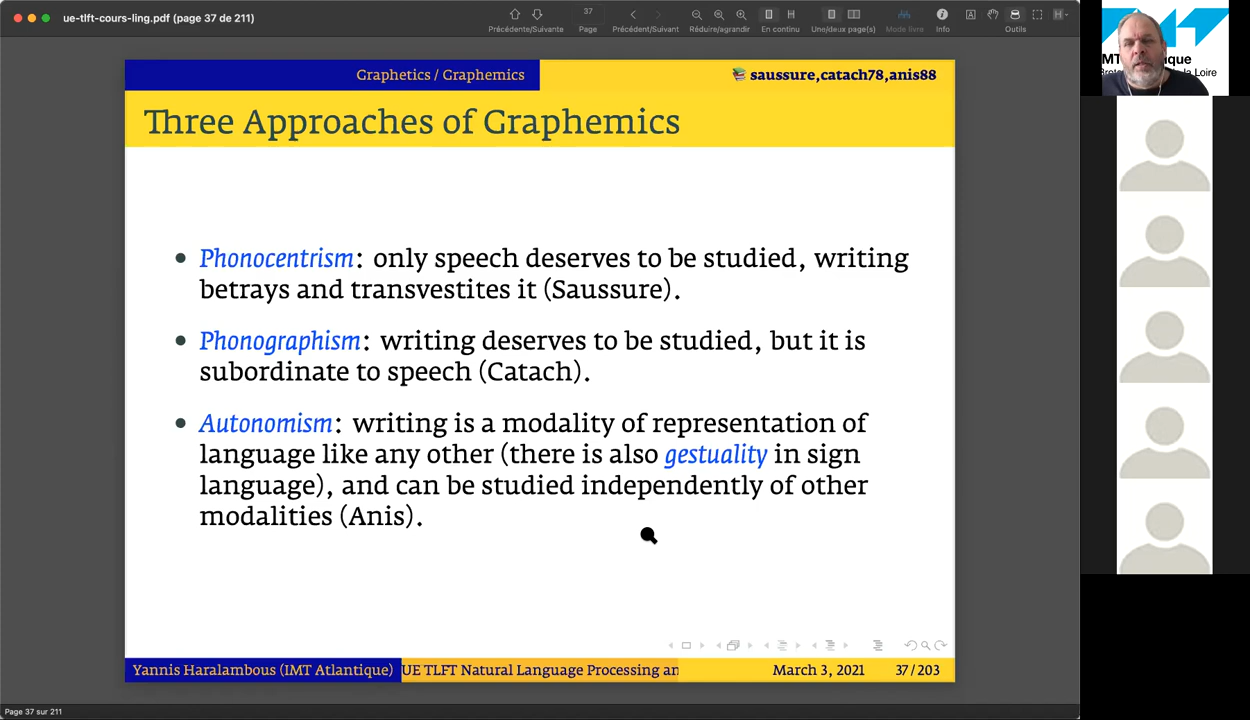 ue-tlft-cours-ling.pdf (page 37 de 211)
37
Précédente/Suivante
Page
Précédent/Suivant
Réduire/agrandir
En continu
Une/deux page(s)
Mode livre
Info
Outils
Graphetics / Graphemics
saussure,catach78,anis88
Three Approaches of Graphemics
• Phonocentrism: only speech deserves to be studied, writing
betrays and transvestites it (Saussure).
• Phonographism: writing deserves to be studied, but it is
subordinate to speech (Catach).
• Autonomism: writing is a modality of representation of
language like any other (there is also gestuality in sign
language), and can be studied independently of other
modalities (Anis).
Yannis Haralambous (IMT Atlantique)
UE TLFT Natural Language Processing an
March 3, 2021
37 / 203
Page 37 sur 211